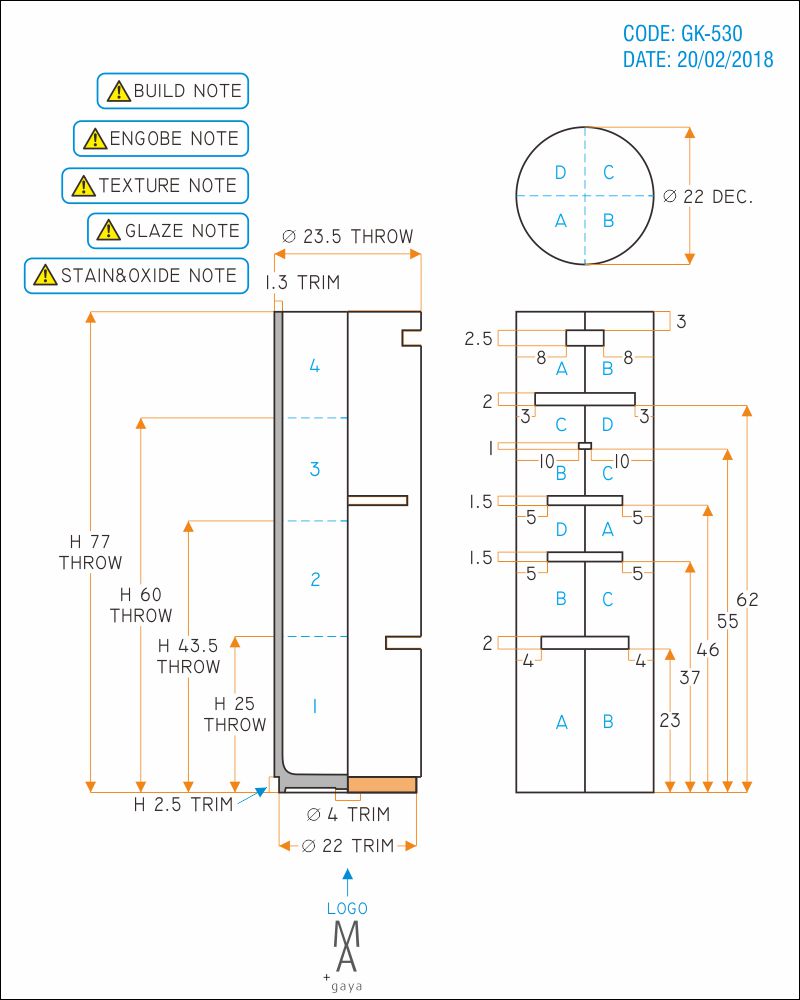 CODE: GK-530
DATE: 20/02/2018
BUILD NOTE
ENGOBE NOTE
TEXTURE NOTE
GLAZE NOTE
STAIN&OXIDE NOTE
Ø 23.5 THROW
1.3 TRIM
4
3
2
1
H 77
THROW
H 60
THROW
H 43.5
THROW
H 25
THROW
H 2.5 TRIM
Ø 4 TRIM
Ø 22 TRIM
LOGO
MA
+
gaya
D C
A B
Ø 22 DEC.
3
2.5
8 8
A B
2
3 3
C D
1
10 10
B C
1.5
5 5
D A
1.5
5 5
B C
2
4 4
A B
62
55
46
37
23